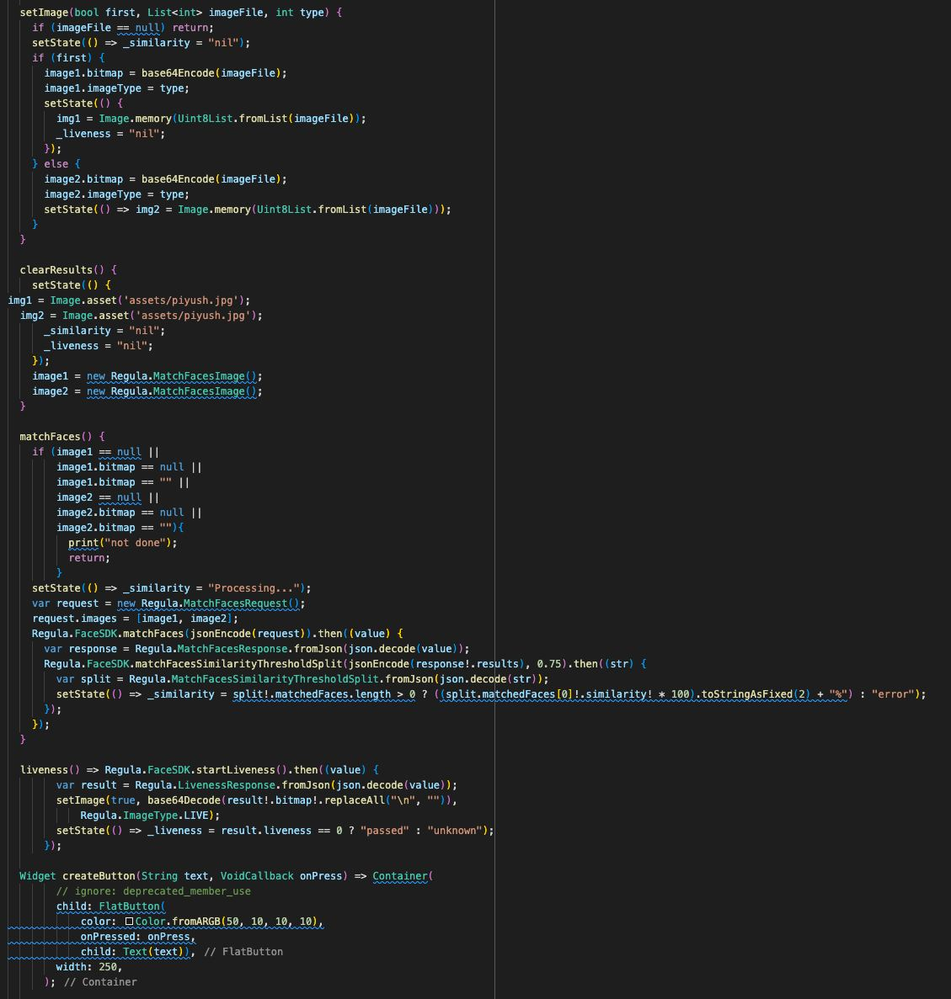 setImage(bool first, List<int> imageFile, int type) {
if (imageFile == null) return;
setState(() => _similarity = "nil");
if (first) {
image1.bitmap = base64Encode(imageFile);
image1.imageType = type;
setState(() {
img1 = Image.memory(Uint8List.fromList(imageFile));
_liveness = "nil";
});
} else {
image2.bitmap = base64Encode(imageFile);
image2.imageType = type;
setState(() => img2 = Image.memory(Uint8List.fromList(imageFile)));
}
}
clearResults() {
setState(() {
img1 = Image.asset('assets/piyush.jpg');
img2 = Image.asset('assets/piyush.jpg');
_similarity = "nil";
_liveness = "nil";
});
image1 = new Regula.MatchFacesImage();
image2 = new Regula.MatchFacesImage();
}
matchFaces() {
if (image1 == null ||
image1.bitmap == null ||
image1.bitmap == "" ||
image2 == null ||
image2.bitmap == null ||
image2.bitmap == ""){
print("not done");
return;
}
setState(() => _similarity = "Processing...");
var request = new Regula.MatchFacesRequest();
request.images = [image1, image2];
Regula.FaceSDK.matchFaces(jsonEncode(request)).then((value) {
var response = Regula.MatchFacesResponse.fromJson(json.decode(value));
Regula.FaceSDK.matchFacesSimilarityThresholdSplit(jsonEncode(response!.results), 0.75).then((str) {
var split = Regula.MatchFacesSimilarityThresholdSplit.fromJson(json.decode(str));
setState(() => _similarity = split!.matchedFaces.length > 0 ? ((split.matchedFaces[0]!.similarity! * 100).toStringAsFixed(2) + "%") : "error");
});
});
}
liveness() => Regula.FaceSDK.startLiveness().then((value) {
var result = Regula.LivenessResponse.fromJson(json.decode(value));
setImage(true, base64Decode(result!.bitmap!.replaceAll("\n", "")),
Regula.ImageType.LIVE);
setState(() => _liveness = result.liveness == 0 ? "passed" : "unknown");
});
Widget createButton(String text, VoidCallback onPress) => Container(
// ignore: deprecated_member_use
child: FlatButton(
color: Color.fromARGB(50, 10, 10, 10),
onPressed: onPress,
child: Text(text)), // FlatButton
width: 250,
); // Container